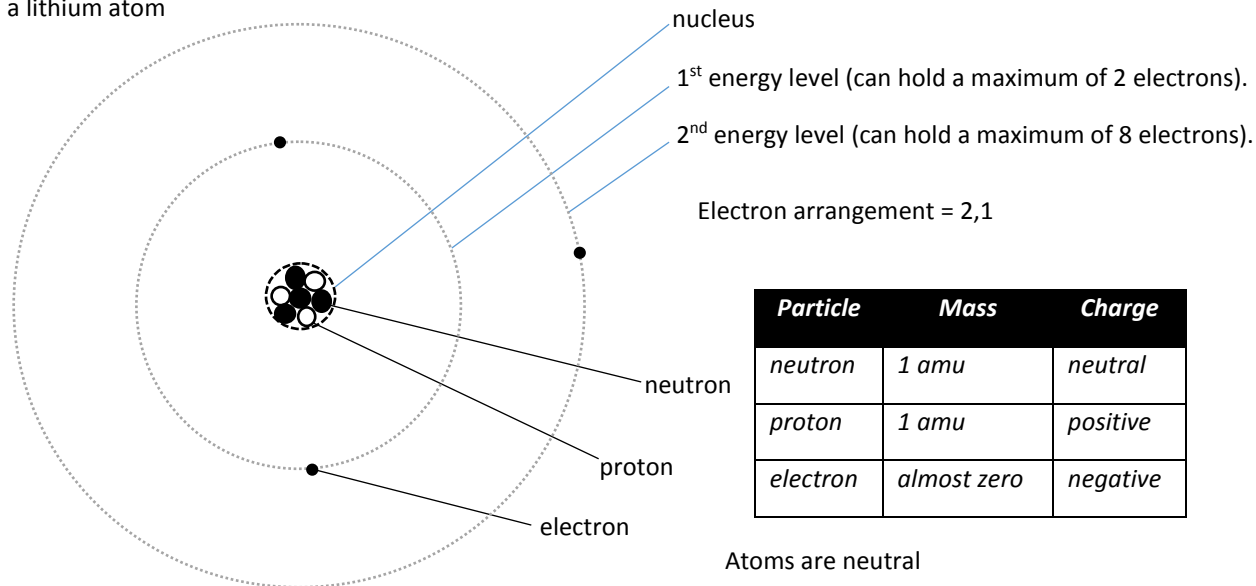 a lithium atom
nucleus
1st energy level (can hold a maximum of 2 electrons).
2nd energy level (can hold a maximum of 8 electrons).
Electron arrangement = 2,1
neutron
proton
electron
Particle Mass Charge
neutron 1 amu neutral
proton 1 amu positive
electron almost zero negative
Atoms are neutral